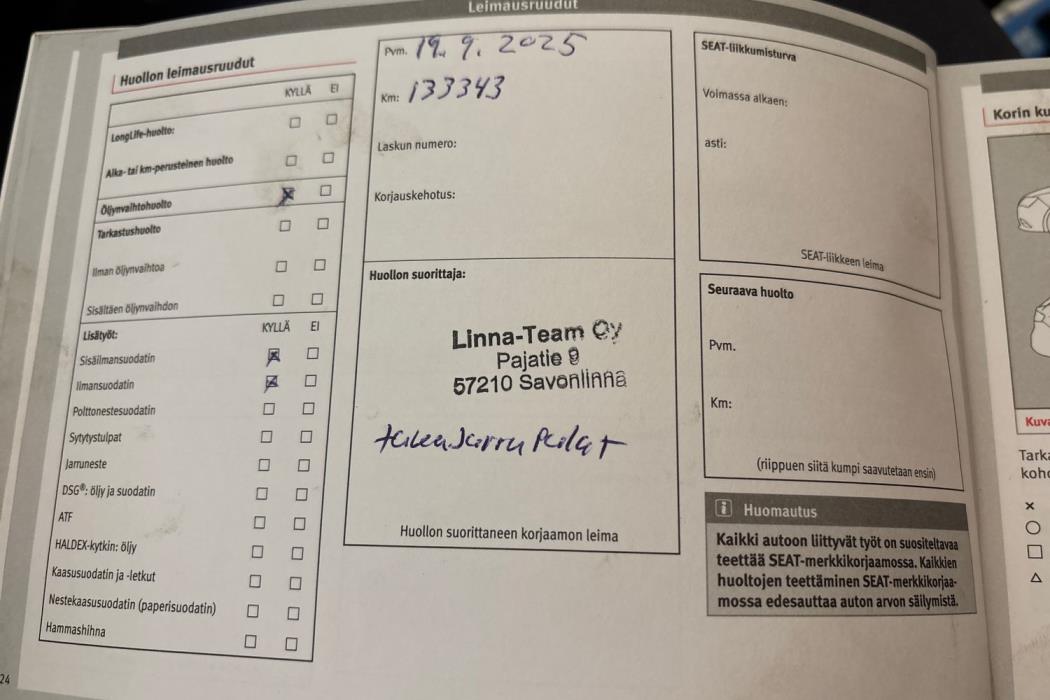 Leimausruudut
Huollon leimausruudut
KYLLÄ EI
LongLife-huolto:
Aika- tai km-perusteinen huolto
Öljynvaihtohuolto
Tarkastushuolto
Ilman öljynvaihtoa
Sisältäen öljynvaihdon
Lisätyöt: KYLLÄ EI
Sisäilmansuodatin
Ilmansuodatin
Polttonestesuodatin
Sytytystulpat
Jarruneste
DSG®: öljy ja suodatin
ATF
HALDEX-kytkin: öljy
Kaasusuodatin ja -letkut
Nestekaasusuodatin (paperisuodatin)
Hammashihna
24
Pvm. 19. 9. 2025
Km: 133343
Laskun numero:
Korjauskehotus:
Huollon suorittaja:
Linna-Team Oy
Pajatie 9
57210 Savonlinna
takaJarru Palat
Huollon suorittaneen korjaamon leima
SEAT-liikkumisturva
Voimassa alkaen:
asti:
SEAT-liikkeen leima
Seuraava huolto
Pvm.
Km:
(riippuen siitä kumpi saavutetaan ensin)
i Huomautus
Kaikki autoon liittyvät työt on suositeltavaa
teettää SEAT-merkkikorjaamossa. Kaikkien
huoltojen teettäminen SEAT-merkkikorjaa-
mossa edesauttaa auton arvon säilymistä.
Korin ku
Kuva
Tarka
koho